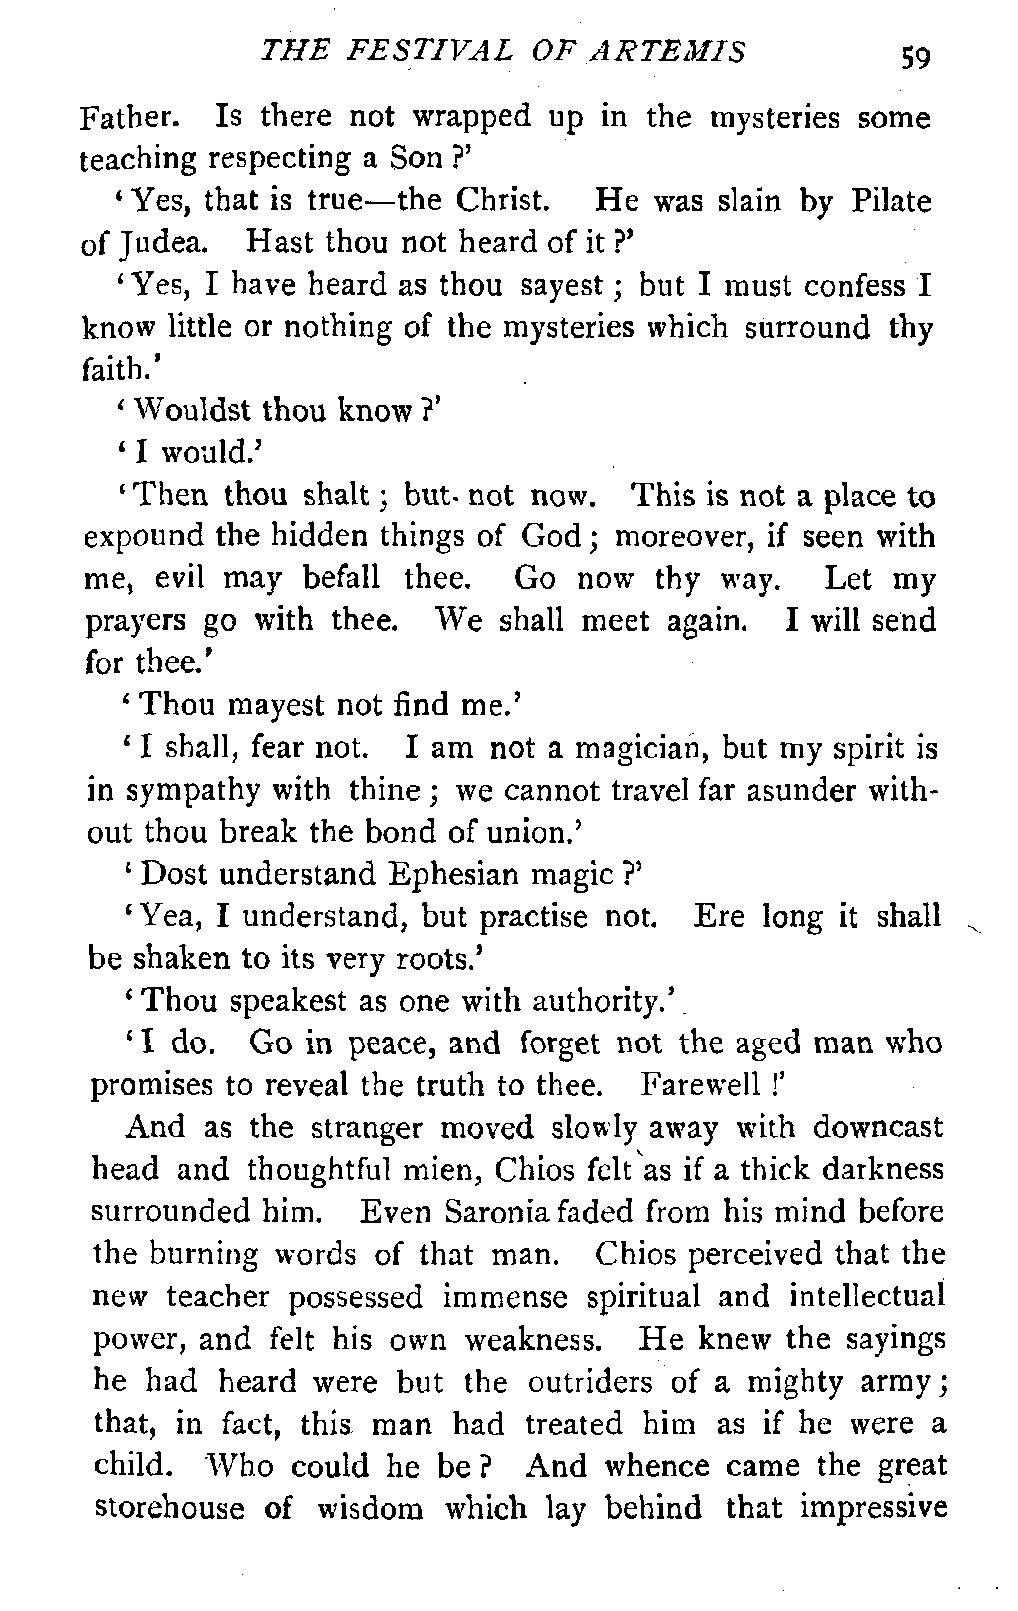 THE FESTIVAL OF ARTEMIS 59
Father. Is there not wrapped up in the mysteries some
teaching respecting a Son ?’
‘ Yes, that is true—the Christ. He was slain by Pilate
of Judea. Hast thou not heard of it ?’
‘Yes, I have heard as thou sayest ; but I must confess I
know little or nothing of the mysteries which surround thy
faith.’
‘ Wouldst thou know ?’
‘ I would.’
‘Then thou shalt ; but not now. This is not a place to
expound the hidden things of God ; moreover, if seen with
me, evil may befall thee. Go now thy way. Let my
prayers go with thee. We shall meet again. I will send
for thee.’
‘ Thou mayest not find me.’
‘ I shall, fear not. I am not a magician, but my spirit is
in sympathy with thine ; we cannot travel far asunder with-
out thou break the bond of union.’
‘ Dost understand Ephesian magic ?’
‘Yea, I understand, but practise not. Ere long it shall
be shaken to its very roots.’
‘ Thou speakest as one with authority.’
‘I do. Go in peace, and forget not the aged man who
promises to reveal the truth to thee. Farewell !’
And as the stranger moved slowly away with downcast
head and thoughtful mien, Chios felt as if a thick darkness
surrounded him. Even Saronia faded from his mind before
the burning words of that man. Chios perceived that the
new teacher possessed immense spiritual and intellectual
power, and felt his own weakness. He knew the sayings
he had heard were but the outriders of a mighty army ;
that, in fact, this man had treated him as if he were a
child. Who could he be ? And whence came the great
storehouse of wisdom which lay behind that impressive